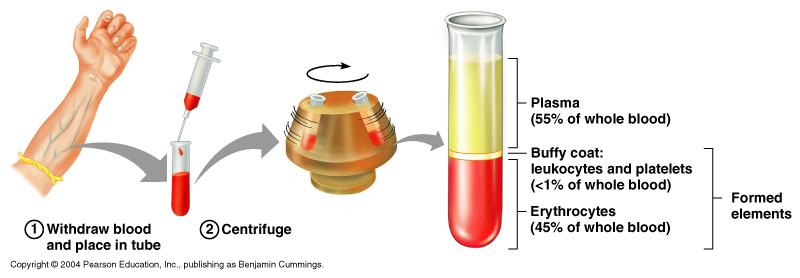 1 Withdraw blood
and place in tube
2 Centrifuge
Plasma
(55% of whole blood)
Buffy coat:
leukocytes and platelets
(<1% of whole blood)
Erythrocytes
(45% of whole blood)
Formed
elements
Copyright © 2004 Pearson Education, Inc., publishing as Benjamin Cummings.